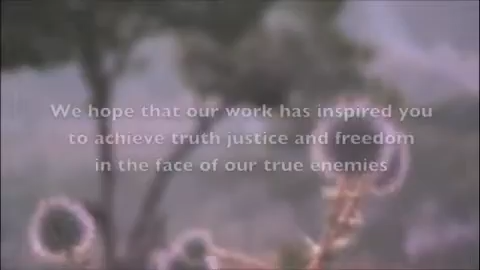 We hope that our work has inspired you
to achieve truth justice and freedom
in the face of our true enemies